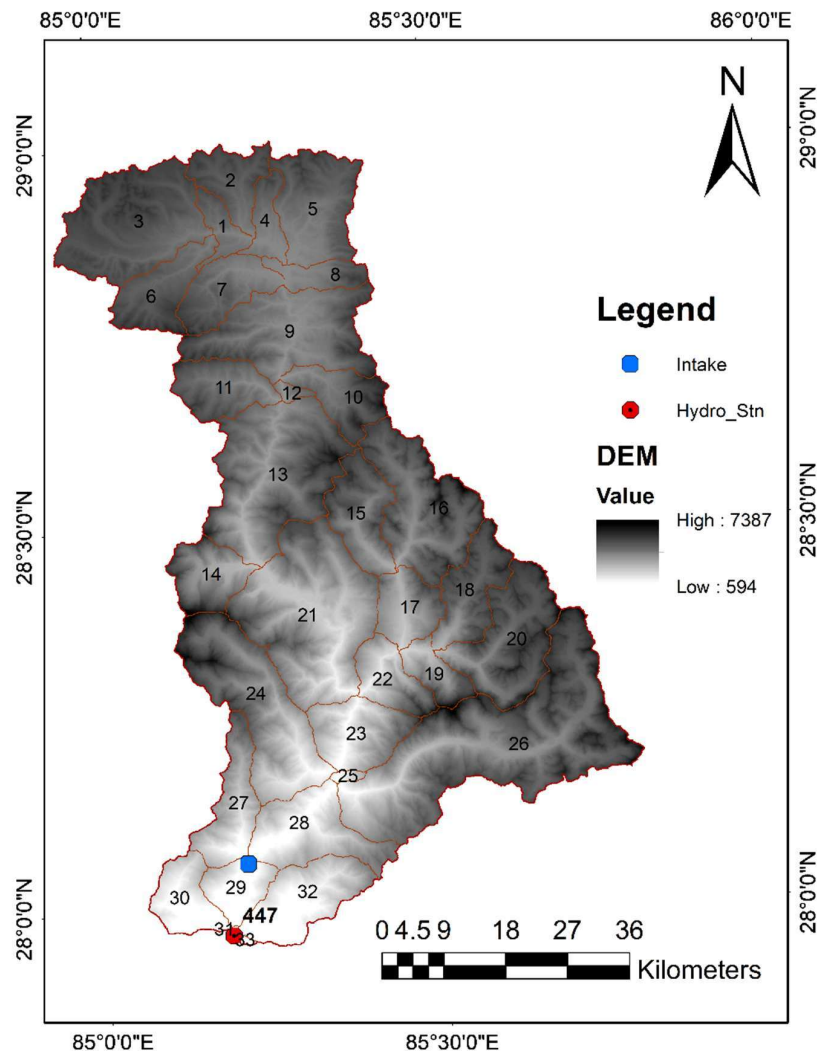 85°0'0"E 85°30'0"E 86°0'0"E
N
29°0'0"N 29°0'0"N
2
3 1 4 5
6 7 8
9
11 12 10
13
15 16
14
21 17 18
20
22 19
24
23
26
25
27
28
29
30 32
447
31
33
28°30'0"N 28°30'0"N
28°0'0"N 28°0'0"N
Legend
Intake
Hydro_Stn
DEM
Value
High : 7387
Low : 594
0 4.5 9 18 27 36
Kilometers
85°0'0"E 85°30'0"E